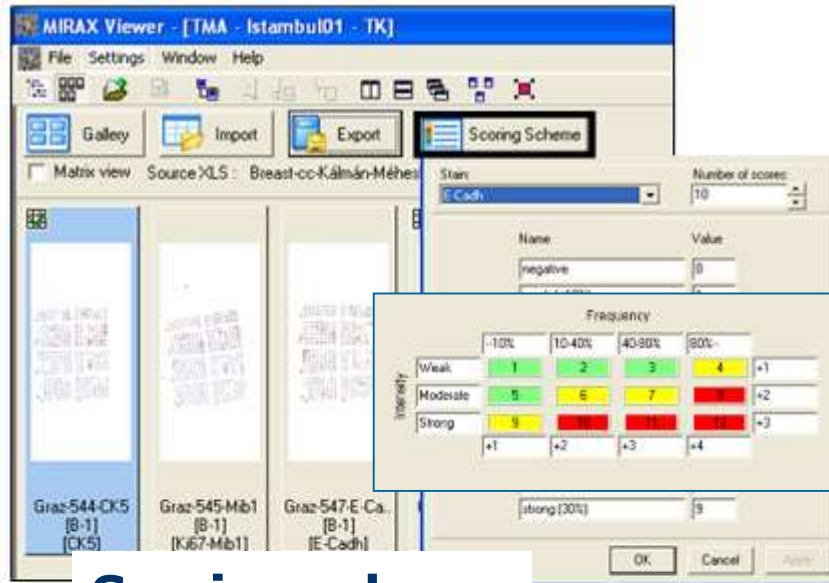 MIRAX Viewer - [TMA - Istambul01 - TK]
File Settings Window Help
Gallery Import Export Scoring Scheme
Matrix view Source XLS : Breast-cc-Kálmán-Méhes
Stain: Number of scores:
E-Cadh 10
Name Value
negative 0
Frequency
-10% 10-40% 40-80% 80%-
Intensity
Weak 1 2 3 4 +1
Moderate 5 6 7 8 +2
Strong 9 10 11 12 +3
+1 +2 +3 +4
Graz-544-CK5 Graz-545-Mib1 Graz-547-E-Ca..
[B-1] [B-1] [B-1]
[CK5] [Ki67-Mib1] [E-Cadh]
strong (30%) 9
OK Cancel Apply